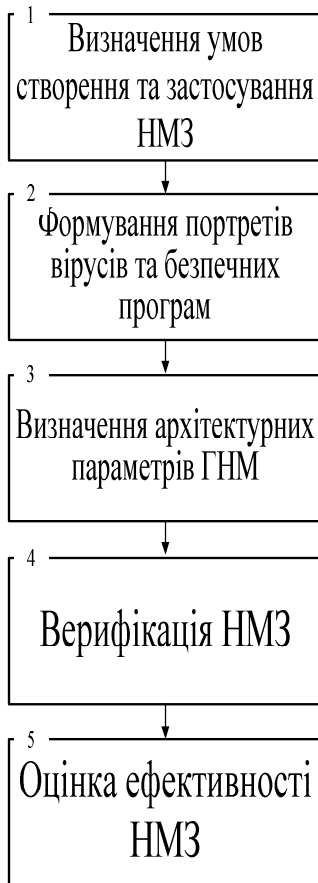 1
Визначення умов
створення та застосування
НМЗ
2
Формування портретів
вірусів та безпечних
програм
3
Визначення архітектурних
параметрів ГНМ
4
Верифікація НМЗ
5
Оцінка ефективності
НМЗ